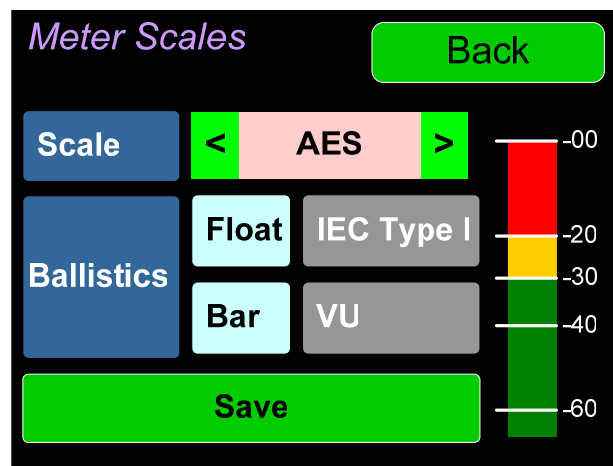 Meter Scales
Back
Scale
<
AES
>
Ballistics
Float
IEC Type I
Bar
VU
Save
-00
-20
-30
-40
-60